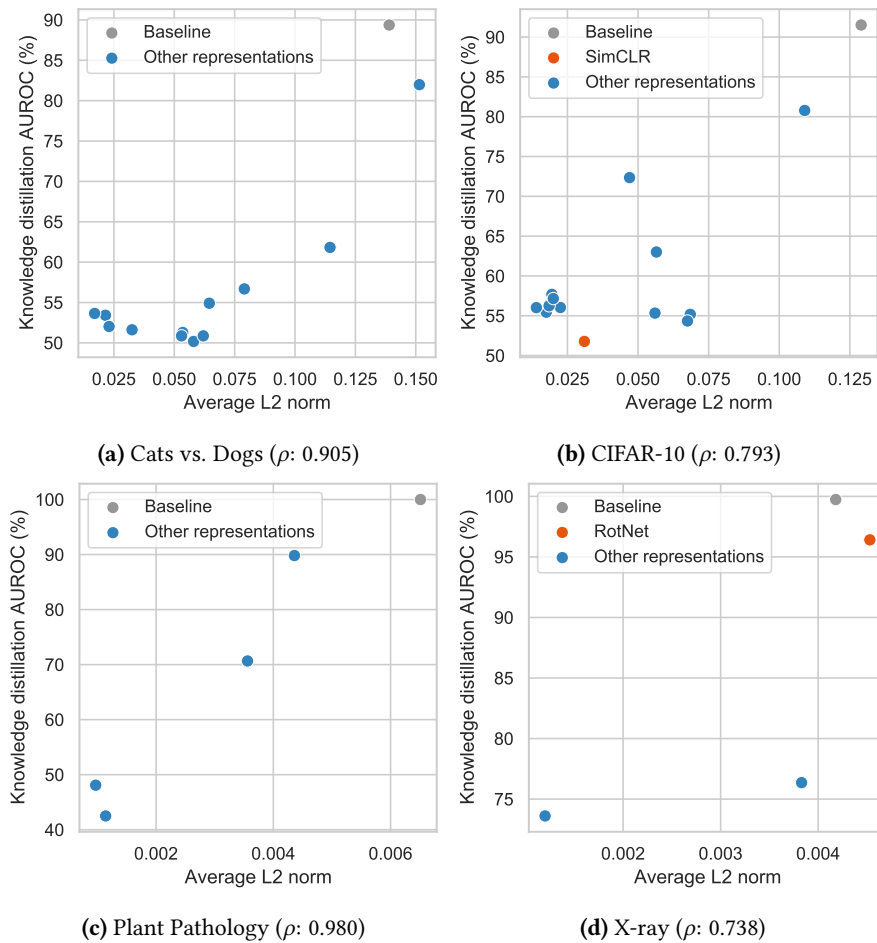 90
85
80
75
70
65
60
55
50
Knowledge distillation AUROC (%)
Baseline
Other representations
0.025 0.050 0.075 0.100 0.125 0.150
Average L2 norm
(a) Cats vs. Dogs (ρ: 0.905)
90
85
80
75
70
65
60
55
50
Knowledge distillation AUROC (%)
Baseline
SimCLR
Other representations
0.025 0.050 0.075 0.100 0.125
Average L2 norm
(b) CIFAR-10 (ρ: 0.793)
100
90
80
70
60
50
40
Knowledge distillation AUROC (%)
Baseline
Other representations
0.002 0.004 0.006
Average L2 norm
(c) Plant Pathology (ρ: 0.980)
100
95
90
85
80
75
Knowledge distillation AUROC (%)
Baseline
RotNet
Other representations
0.002 0.003 0.004
Average L2 norm
(d) X-ray (ρ: 0.738)